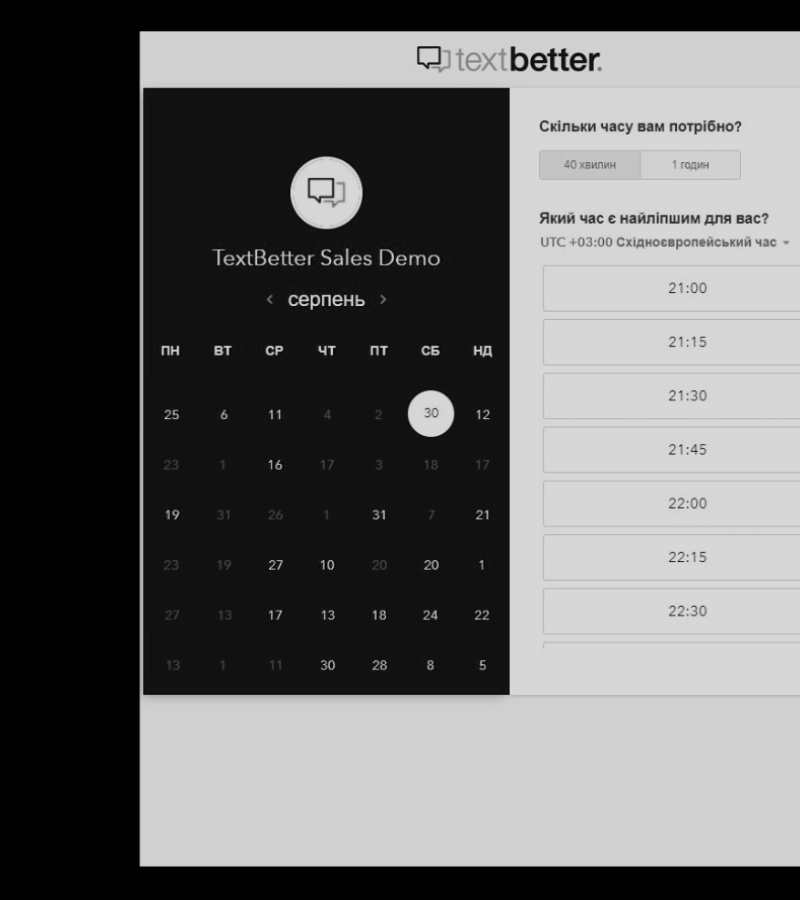 textbetter.
TextBetter Sales Demo
‹ серпень ›
ПН ВТ СР ЧТ ПТ СБ НД
25 6 11 4 2 30 12
23 1 16 17 3 18 17
19 31 26 1 31 7 21
23 19 27 10 20 20 1
27 13 17 13 18 24 22
13 1 11 30 28 8 5
Скільки часу вам потрібно?
40 хвилин 1 годин
Який час є найліпшим для вас?
UTC +03:00 Східноєвропейський час
21:00
21:15
21:30
21:45
22:00
22:15
22:30